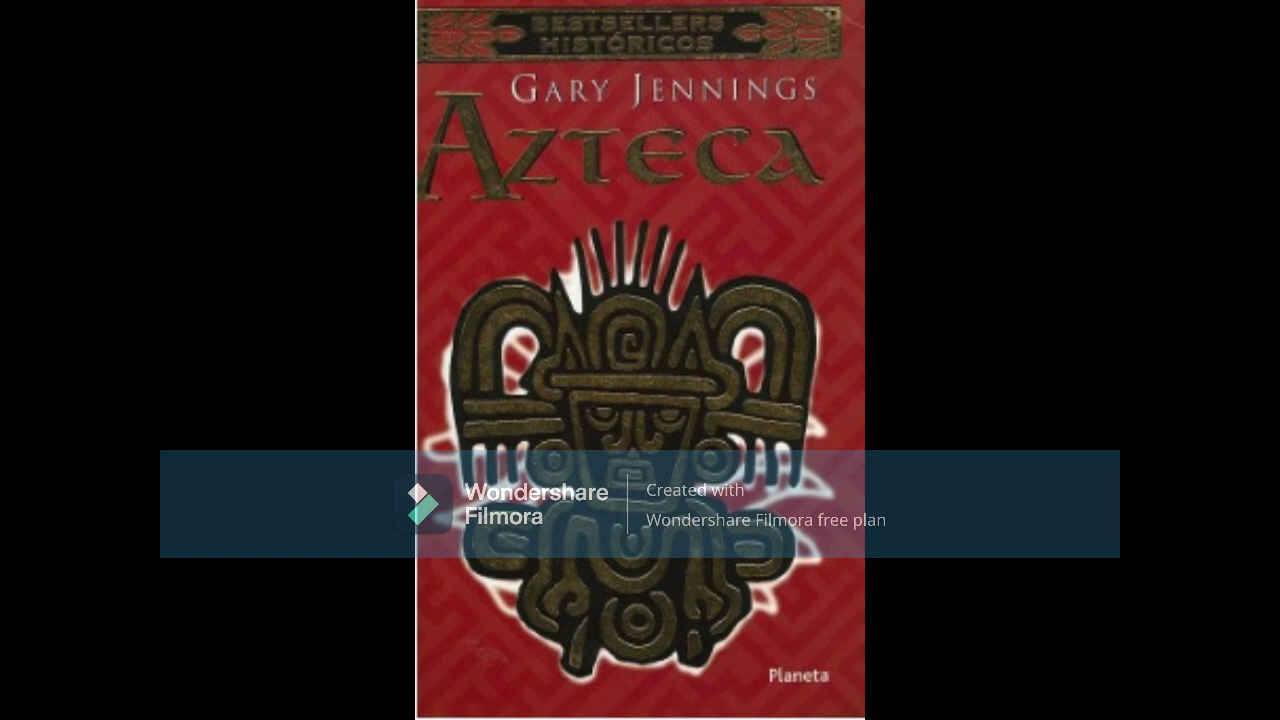 BESTSELLERS
HISTÓRICOS
GARY JENNINGS
AZTECA
Wondershare
Filmora
Created with
Wondershare Filmora free plan
Planeta